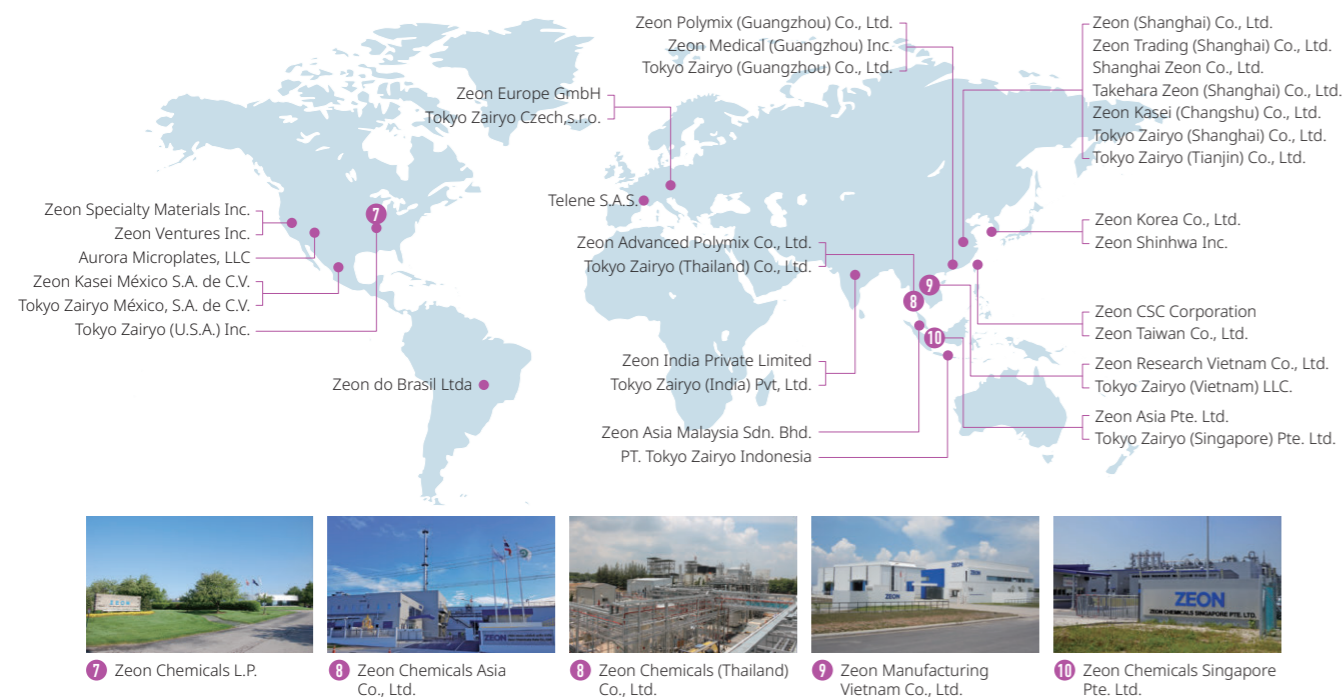 Zeon Polymix (Guangzhou) Co., Ltd.
Zeon Medical (Guangzhou) Inc.
Tokyo Zairyo (Guangzhou) Co., Ltd.
Zeon (Shanghai) Co., Ltd.
Zeon Trading (Shanghai) Co., Ltd.
Shanghai Zeon Co., Ltd.
Takehara Zeon (Shanghai) Co., Ltd.
Zeon Kasei (Changshu) Co., Ltd.
Tokyo Zairyo (Shanghai) Co., Ltd.
Tokyo Zairyo (Tianjin) Co., Ltd.
Zeon Europe GmbH
Tokyo Zairyo Czech,s.r.o.
Telene S.A.S.
Zeon Specialty Materials Inc.
Zeon Ventures Inc.
Aurora Microplates, LLC
Zeon Kasei México S.A. de C.V.
Tokyo Zairyo México, S.A. de C.V.
Tokyo Zairyo (U.S.A.) Inc.
7
Zeon Advanced Polymix Co., Ltd.
Tokyo Zairyo (Thailand) Co., Ltd.
8
9
10
Zeon Korea Co., Ltd.
Zeon Shinhwa Inc.
Zeon CSC Corporation
Zeon Taiwan Co., Ltd.
Zeon do Brasil Ltda
Zeon India Private Limited
Tokyo Zairyo (India) Pvt, Ltd.
Zeon Research Vietnam Co., Ltd.
Tokyo Zairyo (Vietnam) LLC.
Zeon Asia Malaysia Sdn. Bhd.
PT. Tokyo Zairyo Indonesia
Zeon Asia Pte. Ltd.
Tokyo Zairyo (Singapore) Pte. Ltd.
ZEON
ZEON
ZEON
ZEON
ZEON
ZEON CHEMICALS SINGAPORE PTE. LTD.
7 Zeon Chemicals L.P.
8 Zeon Chemicals Asia
Co., Ltd.
8 Zeon Chemicals (Thailand)
Co., Ltd.
9 Zeon Manufacturing
Vietnam Co., Ltd.
10 Zeon Chemicals Singapore
Pte. Ltd.